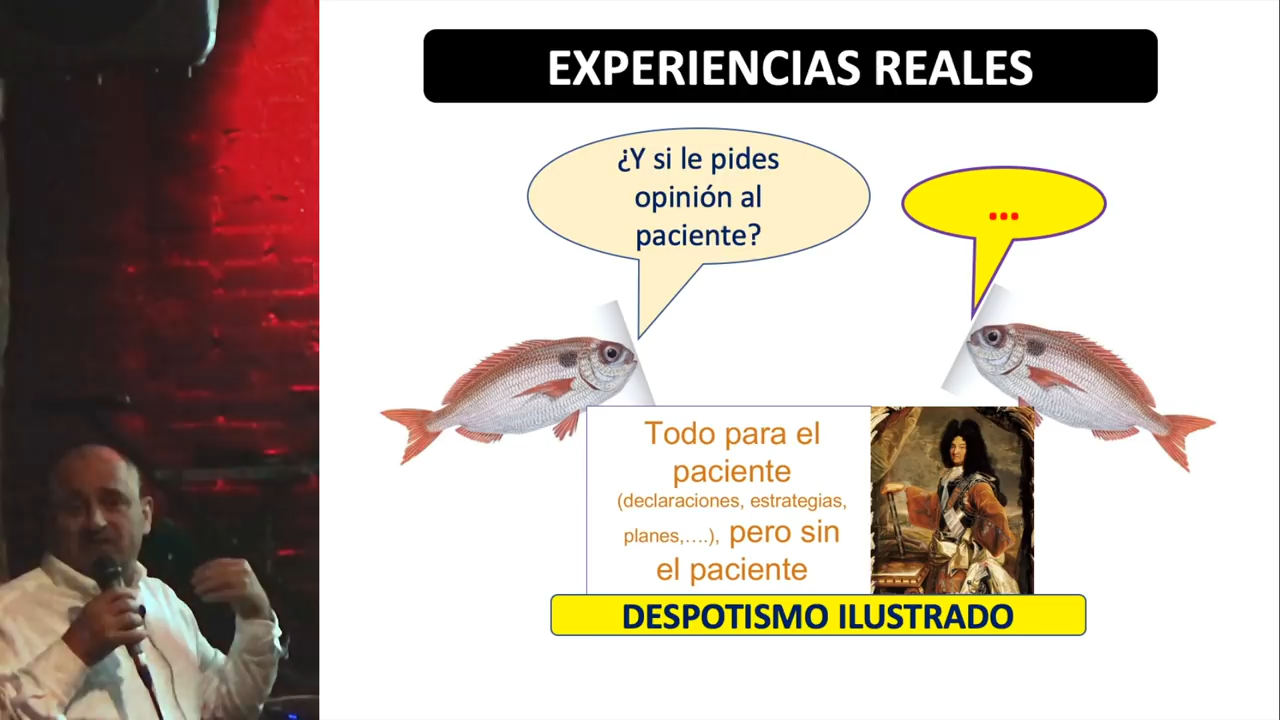 EXPERIENCIAS REALES
¿Y si le pides
opinión al
paciente?
...
Todo para el
paciente
(declaraciones, estrategias,
planes,....), pero sin
el paciente
DESPOTISMO ILUSTRADO